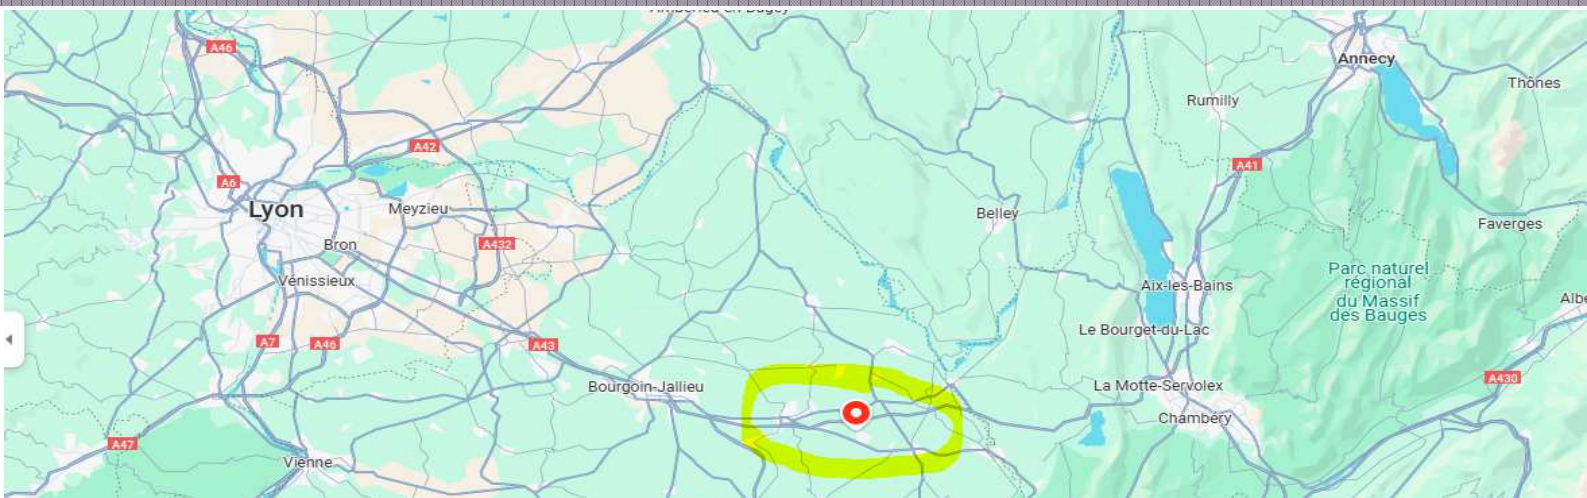 A46
Annecy
Thônes
Rumilly
A42
A41
A6
Lyon
Meyzieu
Belley
Faverges
Bron
A432
Vénissieux
Parc naturel
régional
du Massif
des Bauges
Aix-les-Bains
Le Bourget-du-Lac
A7
A46
A43
Bourgoin-Jallieu
La Motte-Servolex
A430
Chambéry
A47
Vienne